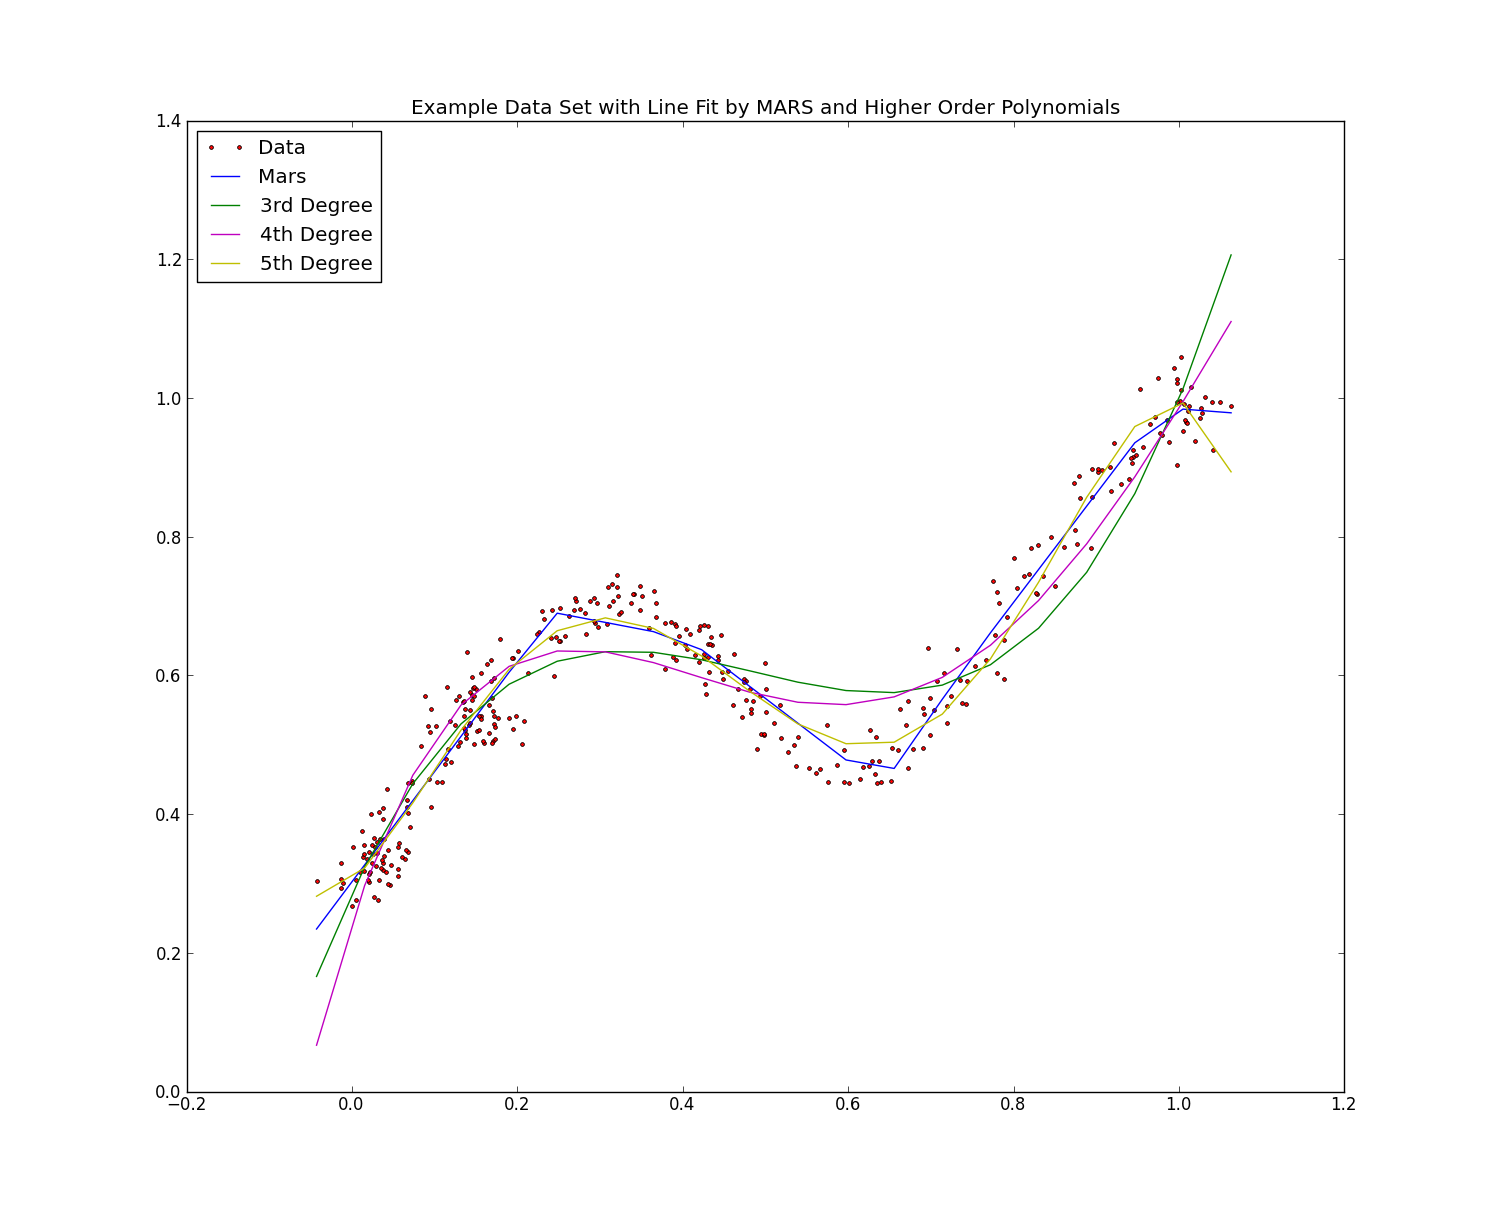 Example Data Set with Line Fit by MARS and Higher Order Polynomials
1.4
1.2
1.0
0.8
0.6
0.4
0.2
0.0
Data
Mars
3rd Degree
4th Degree
5th Degree
−0.2 0.0 0.2 0.4 0.6 0.8 1.0 1.2